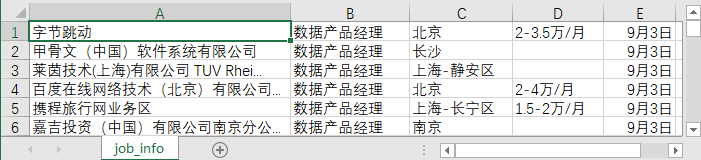 A B C D E
1 字节跳动 数据产品经理 北京 2-3.5万/月 9月3日
2 甲骨文（中国）软件系统有限公司 数据产品经理 长沙 9月3日
3 莱茵技术(上海)有限公司 TUV Rhei... 数据产品经理 上海-静安区 9月3日
4 百度在线网络技术（北京）有限公司... 数据产品经理 北京 2-4万/月 9月3日
5 携程旅行网业务区 数据产品经理 上海-长宁区 1.5-2万/月 9月3日
6 嘉吉投资（中国）有限公司南京分公... 数据产品经理 南京 9月3日
job_info